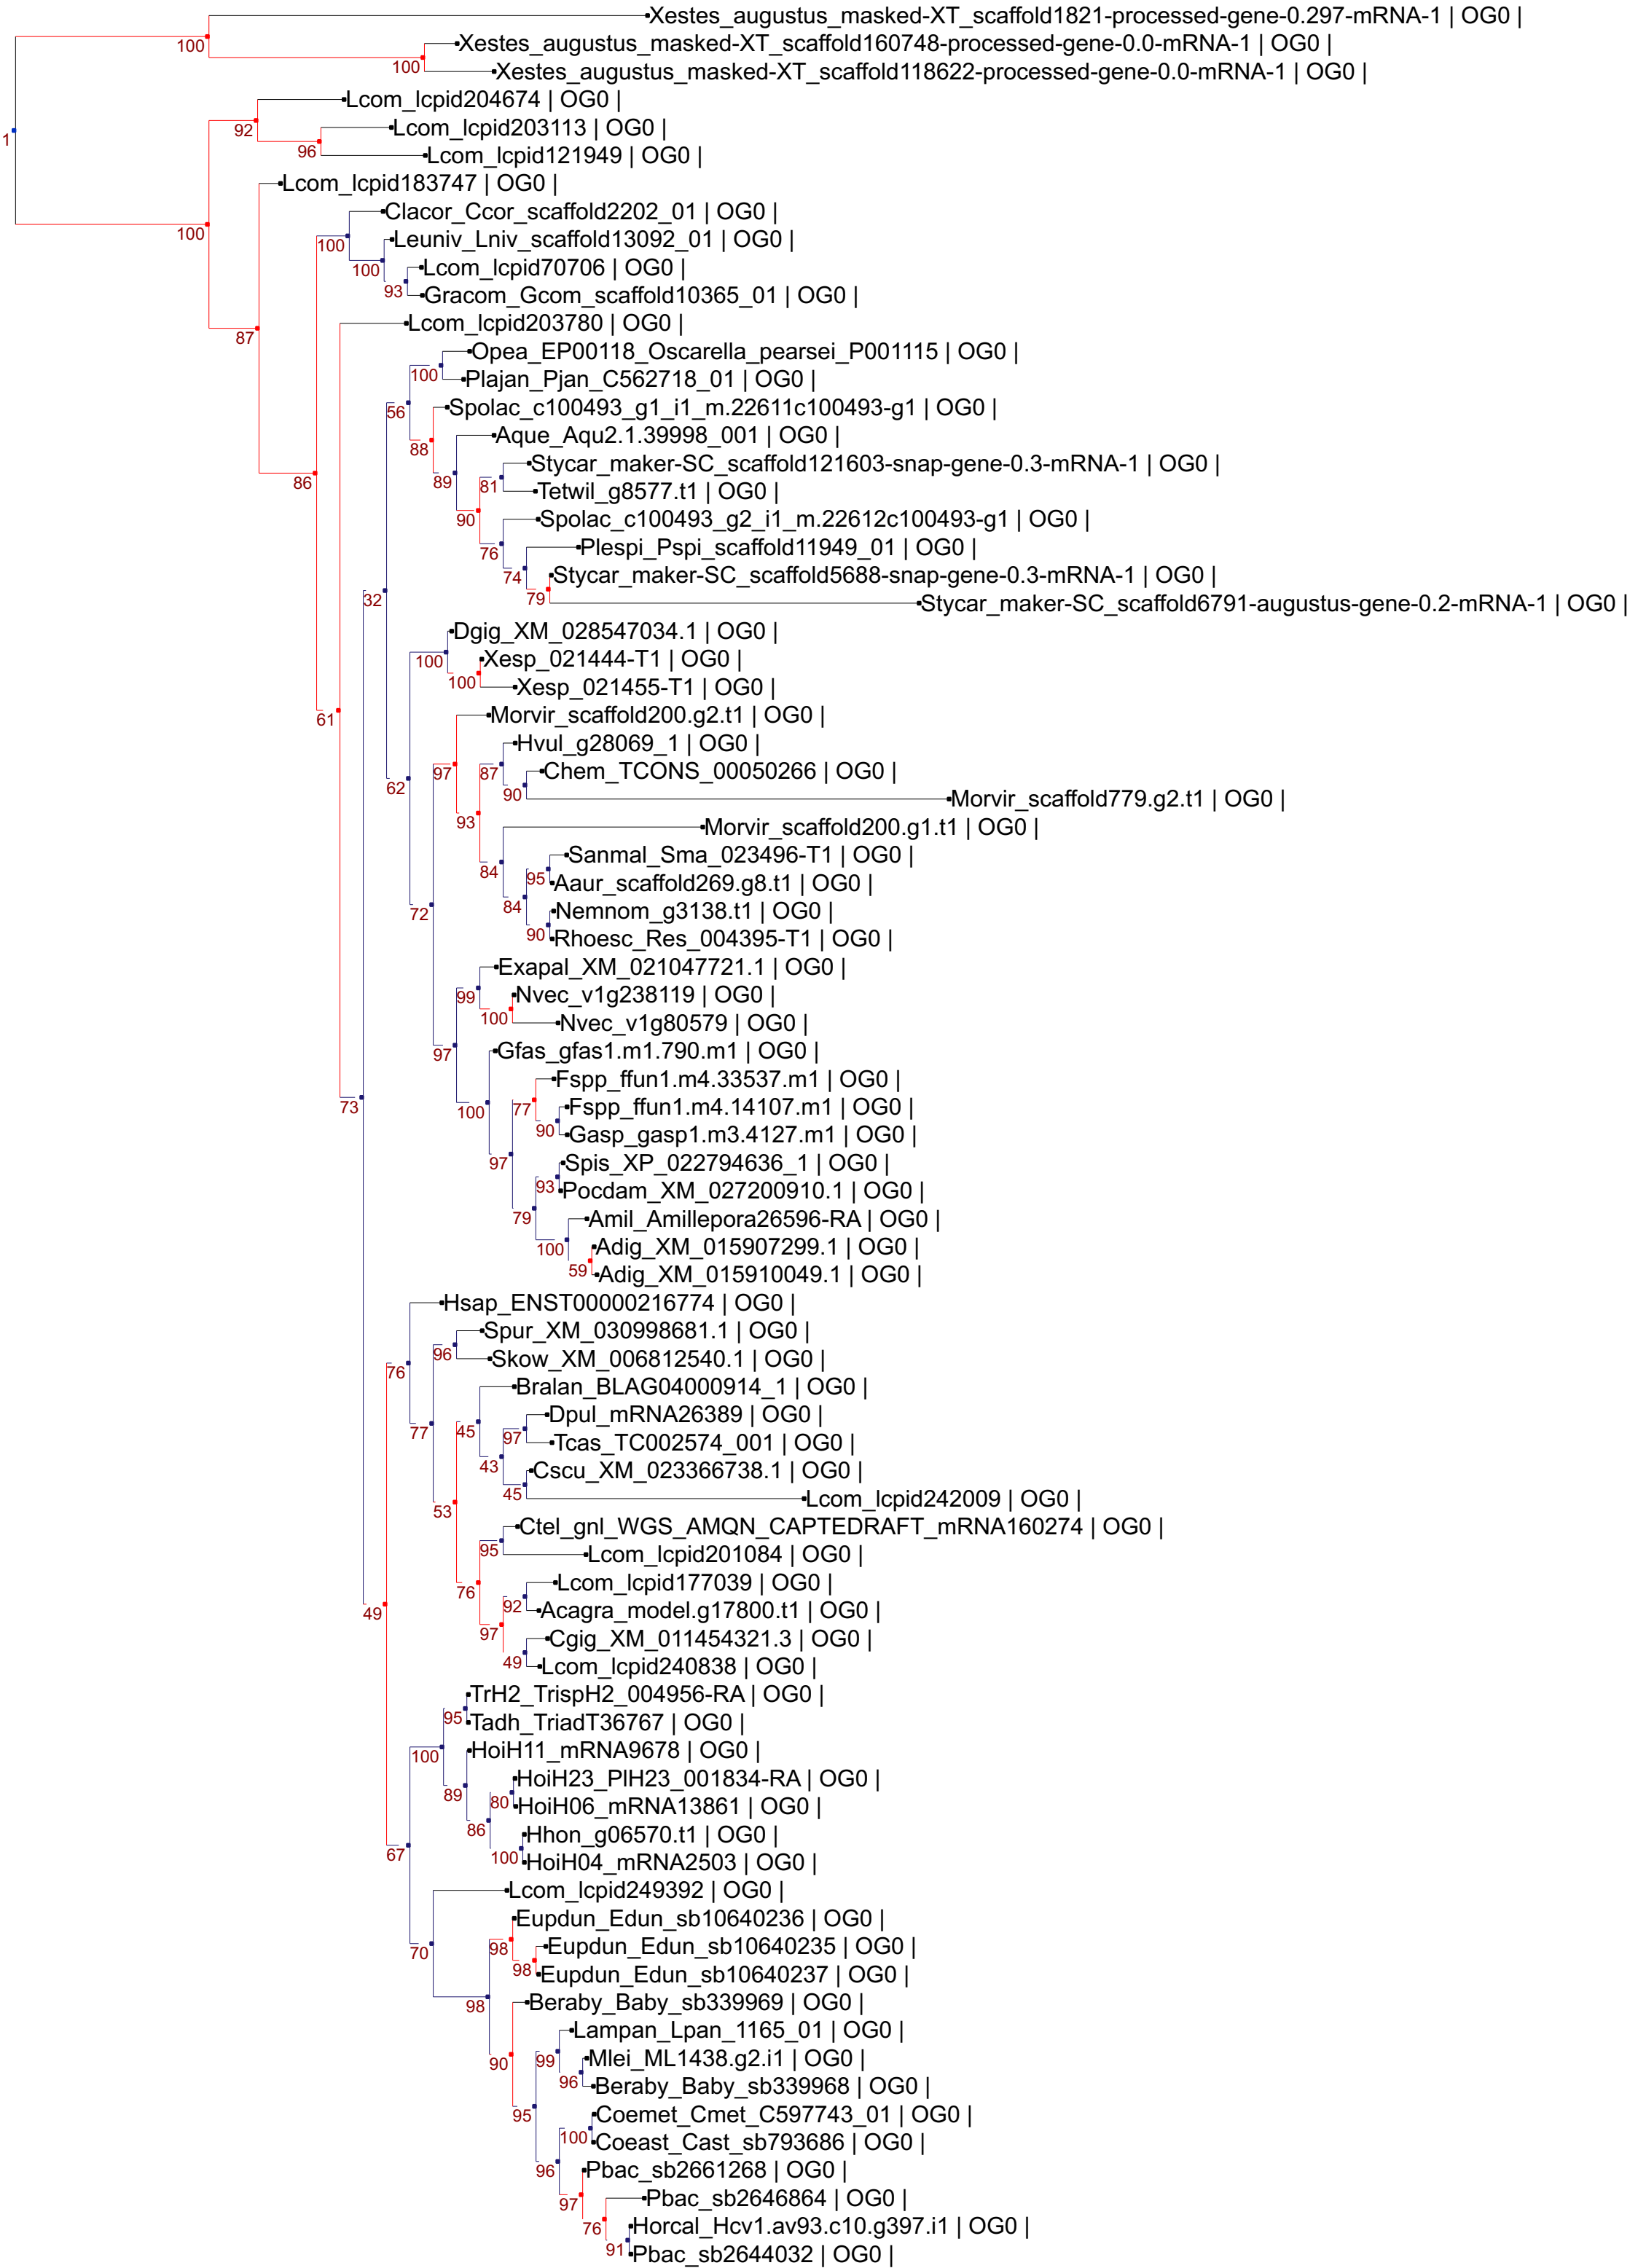 Xestes_augustus_masked-XT_scaffold1821-processed-gene-0.297-mRNA-1 | OG0 |
100
Xestes_augustus_masked-XT_scaffold160748-processed-gene-0.0-mRNA-1 | OG0 |
100
Xestes_augustus_masked-XT_scaffold118622-processed-gene-0.0-mRNA-1 | OG0 |
Lcom_lcpid204674 | OG0 |
92
Lcom_lcpid203113 | OG0 |
1
96
Lcom_lcpid121949 | OG0 |
Lcom_lcpid183747 | OG0 |
Clacor_Ccor_scaffold2202_01 | OG0 |
100
100
Leuniv_Lniv_scaffold13092_01 | OG0 |
100
Lcom_lcpid70706 | OG0 |
93
Gracom_Gcom_scaffold10365_01 | OG0 |
Lcom_lcpid203780 | OG0 |
87
Opea_EP00118_Oscarella_pearsei_P001115 | OG0 |
100
Plajan_Pjan_C562718_01 | OG0 |
56
Spolac_c100493_g1_i1_m.22611c100493-g1 | OG0 |
88
Aque_Aqu2.1.39998_001 | OG0 |
Stycar_maker-SC_scaffold121603-snap-gene-0.3-mRNA-1 | OG0 |
86
89
81
Tetwil_g8577.t1 | OG0 |
90
Spolac_c100493_g2_i1_m.22612c100493-g1 | OG0 |
76
Plespi_Pspi_scaffold11949_01 | OG0 |
74
Stycar_maker-SC_scaffold5688-snap-gene-0.3-mRNA-1 | OG0 |
32
79
Stycar_maker-SC_scaffold6791-augustus-gene-0.2-mRNA-1 | OG0 |
Dgig_XM_028547034.1 | OG0 |
100
Xesp_021444-T1 | OG0 |
100
Xesp_021455-T1 | OG0 |
61
Morvir_scaffold200.g2.t1 | OG0 |
Hvul_g28069_1 | OG0 |
97
87
Chem_TCONS_00050266 | OG0 |
62
90
Morvir_scaffold779.g2.t1 | OG0 |
93
Morvir_scaffold200.g1.t1 | OG0 |
Sanmal_Sma_023496-T1 | OG0 |
84
95
Aaur_scaffold269.g8.t1 | OG0 |
72
84
Nemnom_g3138.t1 | OG0 |
90
Rhoesc_Res_004395-T1 | OG0 |
Exapal_XM_021047721.1 | OG0 |
99
Nvec_v1g238119 | OG0 |
100
Nvec_v1g80579 | OG0 |
97
Gfas_gfas1.m1.790.m1 | OG0 |
Fspp_ffun1.m4.33537.m1 | OG0 |
73
100
77
Fspp_ffun1.m4.14107.m1 | OG0 |
90
Gasp_gasp1.m3.4127.m1 | OG0 |
97
Spis_XP_022794636_1 | OG0 |
93
Pocdam_XM_027200910.1 | OG0 |
79
Amil_Amillepora26596-RA | OG0 |
100
Adig_XM_015907299.1 | OG0 |
59
Adig_XM_015910049.1 | OG0 |
Hsap_ENST00000216774 | OG0 |
Spur_XM_030998681.1 | OG0 |
96
Skow_XM_006812540.1 | OG0 |
76
Bralan_BLAG04000914_1 | OG0 |
Dpul_mRNA26389 | OG0 |
77
45
97
Tcas_TC002574_001 | OG0 |
43
Cscu_XM_023366738.1 | OG0 |
45
Lcom_lcpid242009 | OG0 |
53
Ctel_gnl_WGS_AMQN_CAPTEDRAFT_mRNA160274 | OG0 |
95
Lcom_lcpid201084 | OG0 |
Lcom_lcpid177039 | OG0 |
76
92
49
Acagra_model.g17800.t1 | OG0 |
97
Cgig_XM_011454321.3 | OG0 |
49
Lcom_lcpid240838 | OG0 |
TrH2_TrispH2_004956-RA | OG0 |
95
Tadh_TriadT36767 | OG0 |
100
HoiH11_mRNA9678 | OG0 |
HoiH23_PlH23_001834-RA | OG0 |
89
80
HoiH06_mRNA13861 | OG0 |
86
Hhon_g06570.t1 | OG0 |
67
100
HoiH04_mRNA2503 | OG0 |
Lcom_lcpid249392 | OG0 |
Eupdun_Edun_sb10640236 | OG0 |
70
98
Eupdun_Edun_sb10640235 | OG0 |
98
Eupdun_Edun_sb10640237 | OG0 |
98
Beraby_Baby_sb339969 | OG0 |
Lampan_Lpan_1165_01 | OG0 |
90
99
Mlei_ML1438.g2.i1 | OG0 |
96
Beraby_Baby_sb339968 | OG0 |
95
Coemet_Cmet_C597743_01 | OG0 |
100
Coeast_Cast_sb793686 | OG0 |
96
Pbac_sb2661268 | OG0 |
97
Pbac_sb2646864 | OG0 |
76
Horcal_Hcv1.av93.c10.g397.i1 | OG0 |
91
Pbac_sb2644032 | OG0 |